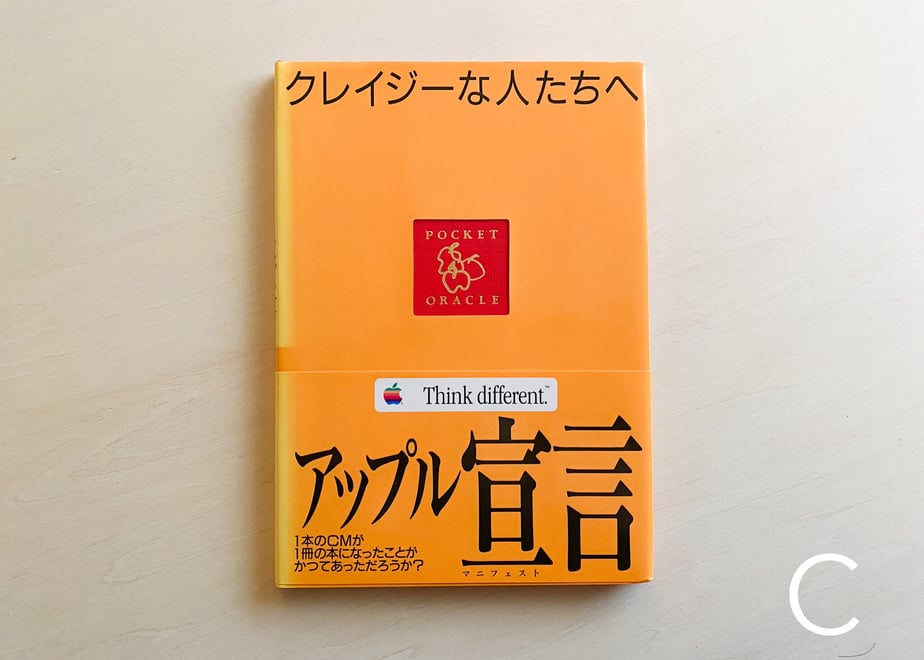 クレイジーな人たちへ
POCKET
ORACLE
Think different.™
アップル宣言
マニフェスト
1本のCMが
1冊の本になったことが
かつてあっただろうか?
C